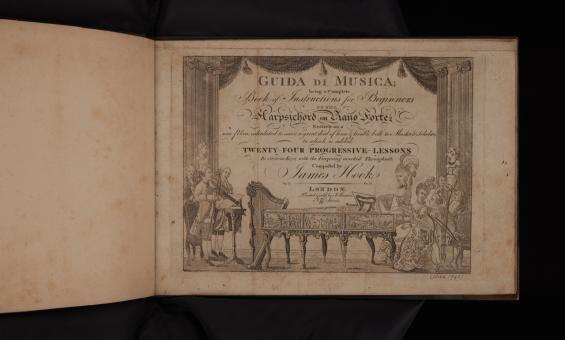 GUIDA DI MUSICA;
being a Complete
Book of Instructions for Beginners
ON THE
Harpsichord or Piano Forte:
Entirely on a
new Plan, calculated to save a great deal of time & trouble both to Master & Scholar,
to which is added
TWENTY-FOUR PROGRESSIVE-LESSONS
In various Keys with the Fingering marked Throughout.
Compiled by
James Hook
LONDON